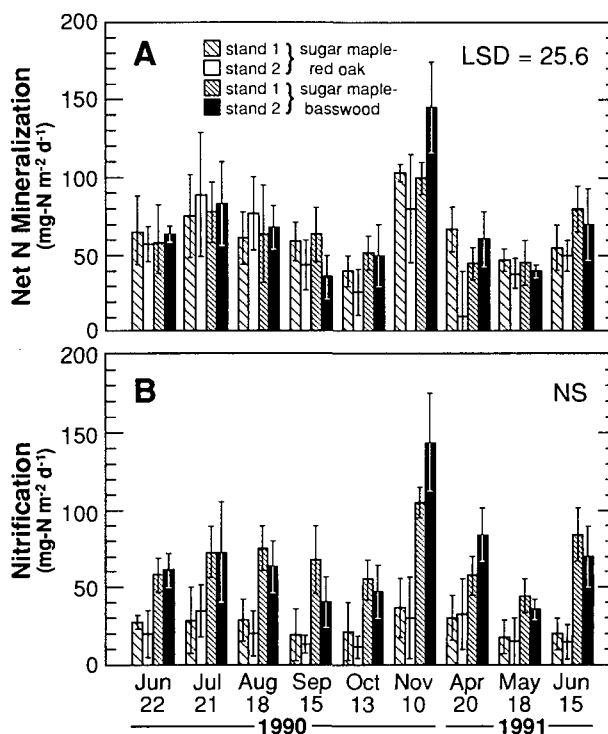 A
LSD = 25.6
stand 1 } sugar maple-
stand 2 } red oak
stand 1 } sugar maple-
stand 2 } basswood
Net N Mineralization
(mg-N m-2 d-1)
200
150
100
50
0
B
NS
Nitrification
(mg-N m-2 d-1)
200
150
100
50
0
Jun Jul Aug Sep Oct Nov Apr May Jun
22 21 18 15 13 10 20 18 15
1990 1991